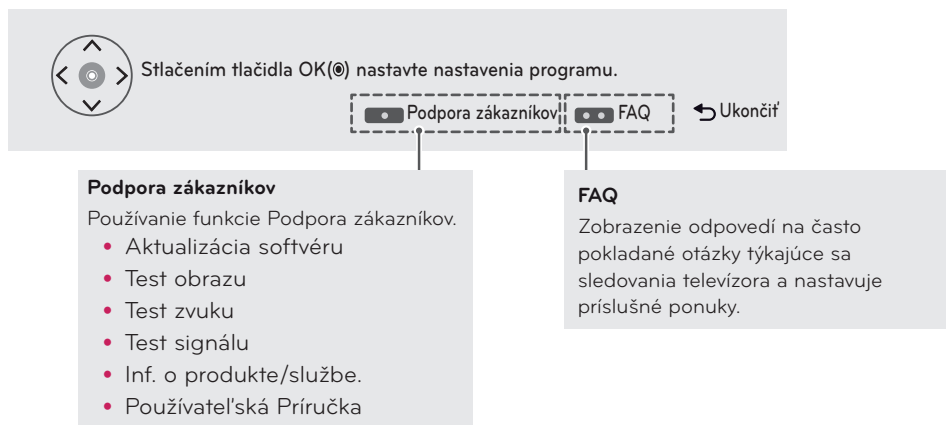 Stlačením tlačidla OK(◉) nastavte nastavenia programu.
Podpora zákazníkov FAQ Ukončiť
Podpora zákazníkov
Používanie funkcie Podpora zákazníkov.
• Aktualizácia softvéru
• Test obrazu
• Test zvuku
• Test signálu
• Inf. o produkte/službe.
• Používateľská Príručka
FAQ
Zobrazenie odpovedí na často
pokladané otázky týkajúce sa
sledovania televízora a nastavuje
príslušné ponuky.